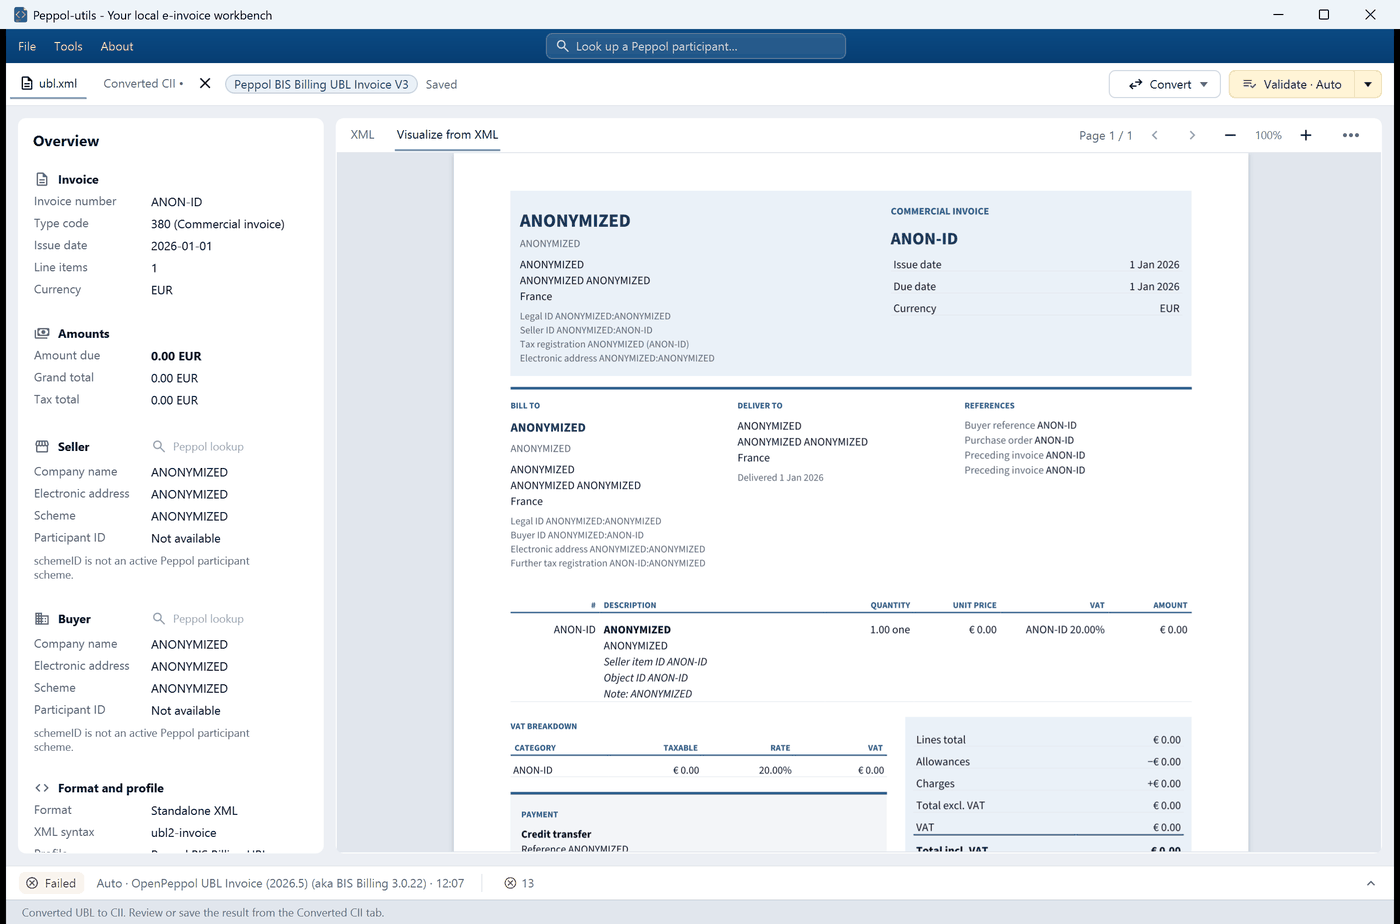 Peppol-utils - Your local e-invoice workbench
File Tools About
Look up a Peppol participant...
ubl.xml Converted CII • Peppol BIS Billing UBL Invoice V3 Saved
Convert Validate · Auto
Overview
Invoice
Invoice number ANON-ID
Type code 380 (Commercial invoice)
Issue date 2026-01-01
Line items 1
Currency EUR
Amounts
Amount due 0.00 EUR
Grand total 0.00 EUR
Tax total 0.00 EUR
Seller Peppol lookup
Company name ANONYMIZED
Electronic address ANONYMIZED
Scheme ANONYMIZED
Participant ID Not available
schemeID is not an active Peppol participant
scheme.
Buyer Peppol lookup
Company name ANONYMIZED
Electronic address ANONYMIZED
Scheme ANONYMIZED
Participant ID Not available
schemeID is not an active Peppol participant
scheme.
Format and profile
Format Standalone XML
XML syntax ubl2-invoice
Profile Peppol BIS Billing UBL
XML Visualize from XML
Page 1 / 1 100%
ANONYMIZED
ANONYMIZED
ANONYMIZED
ANONYMIZED ANONYMIZED
France
Legal ID ANONYMIZED:ANONYMIZED
Seller ID ANONYMIZED:ANON-ID
Tax registration ANONYMIZED (ANON-ID)
Electronic address ANONYMIZED:ANONYMIZED
COMMERCIAL INVOICE
ANON-ID
Issue date 1 Jan 2026
Due date 1 Jan 2026
Currency EUR
BILL TO
ANONYMIZED
ANONYMIZED
ANONYMIZED
ANONYMIZED ANONYMIZED
France
Legal ID ANONYMIZED:ANONYMIZED
Buyer ID ANONYMIZED:ANON-ID
Electronic address ANONYMIZED:ANONYMIZED
Further tax registration ANON-ID:ANONYMIZED
DELIVER TO
ANONYMIZED
ANONYMIZED ANONYMIZED
France
Delivered 1 Jan 2026
REFERENCES
Buyer reference ANON-ID
Purchase order ANON-ID
Preceding invoice ANON-ID
Preceding invoice ANON-ID
# DESCRIPTION QUANTITY UNIT PRICE VAT AMOUNT
ANON-ID ANONYMIZED 1.00 one € 0.00 ANON-ID 20.00% € 0.00
ANONYMIZED
Seller item ID ANON-ID
Object ID ANON-ID
Note: ANONYMIZED
VAT BREAKDOWN
CATEGORY TAXABLE RATE VAT
ANON-ID € 0.00 20.00% € 0.00
PAYMENT
Credit transfer
Reference ANONYMIZED
Lines total € 0.00
Allowances −€ 0.00
Charges +€ 0.00
Total excl. VAT € 0.00
VAT € 0.00
Total incl. VAT € 0.00
Failed Auto · OpenPeppol UBL Invoice (2026.5) (aka BIS Billing 3.0.22) · 12:07 13
Converted UBL to CII. Review or save the result from the Converted CII tab.